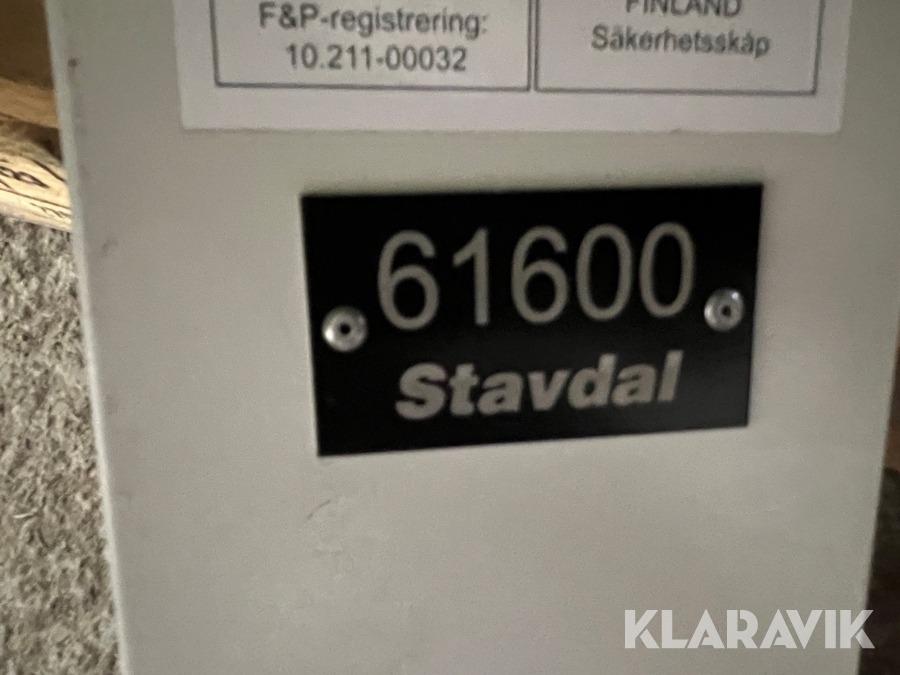 F&P-registrering:
10.211-00032
FINLAND
Säkerhetsskåp
61600
Stavdal
KLARAVIK